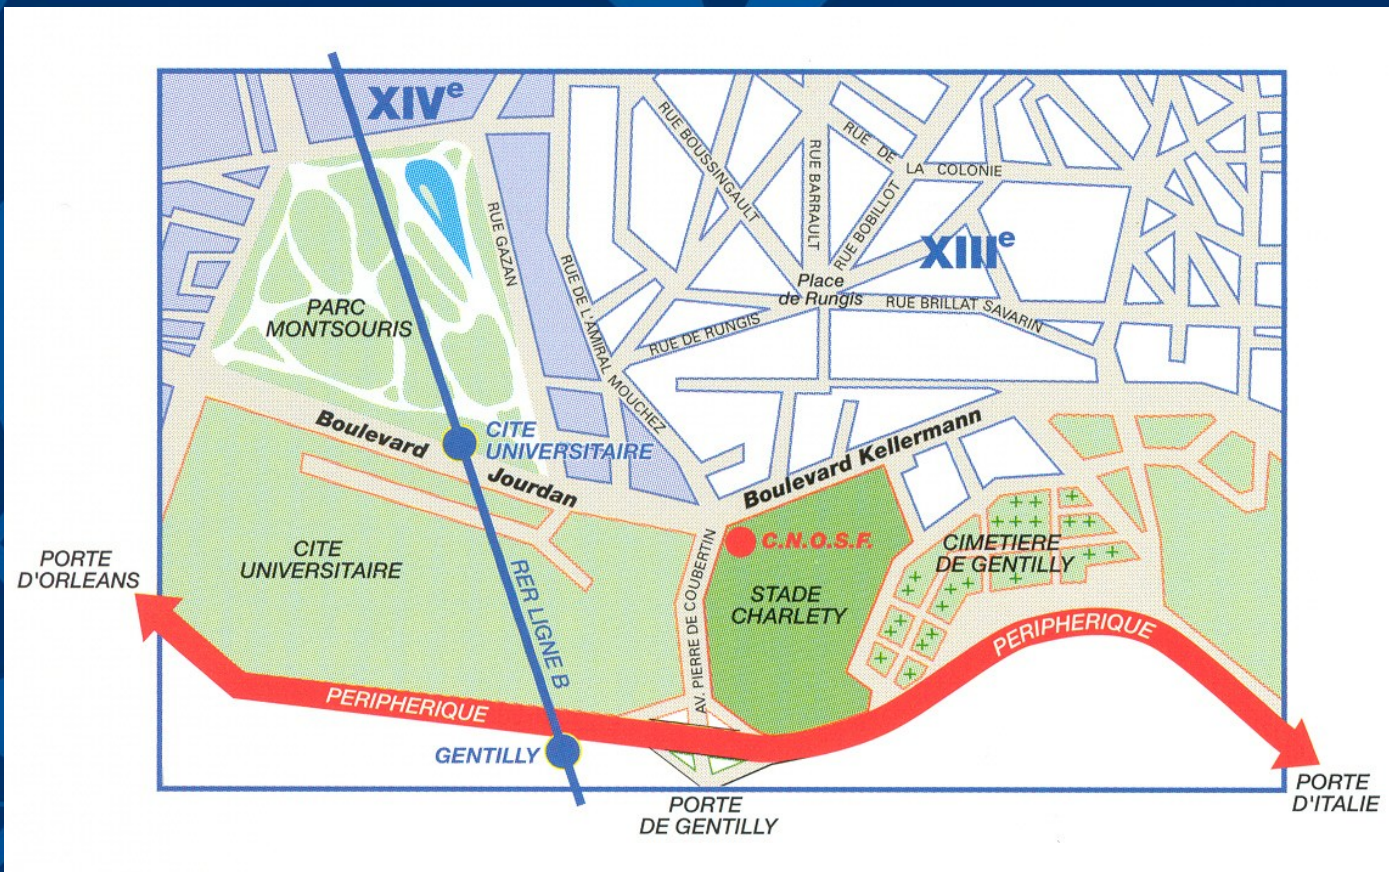 XIVe
RUE BOUSSINGAULT
RUE BARRAULT
RUE DE
LA COLONIE
RUE BOBILLOT
XIIIe
RUE GAZAN
RUE DE L'AMIRAL MOUCHEZ
Place
de Rungis
RUE BRILLAT SAVARIN
RUE DE RUNGIS
PARC
MONTSOURIS
Boulevard
Jourdan
CITE
UNIVERSITAIRE
Boulevard Kellermann
C.N.O.S.F.
STADE
CHARLETY
CIMETIERE
DE GENTILLY
AV. PIERRE DE COUBERTIN
CITE
UNIVERSITAIRE
RER LIGNE B
PORTE
D'ORLEANS
PERIPHERIQUE
PERIPHERIQUE
GENTILLY
PORTE
DE GENTILLY
PORTE
D'ITALIE